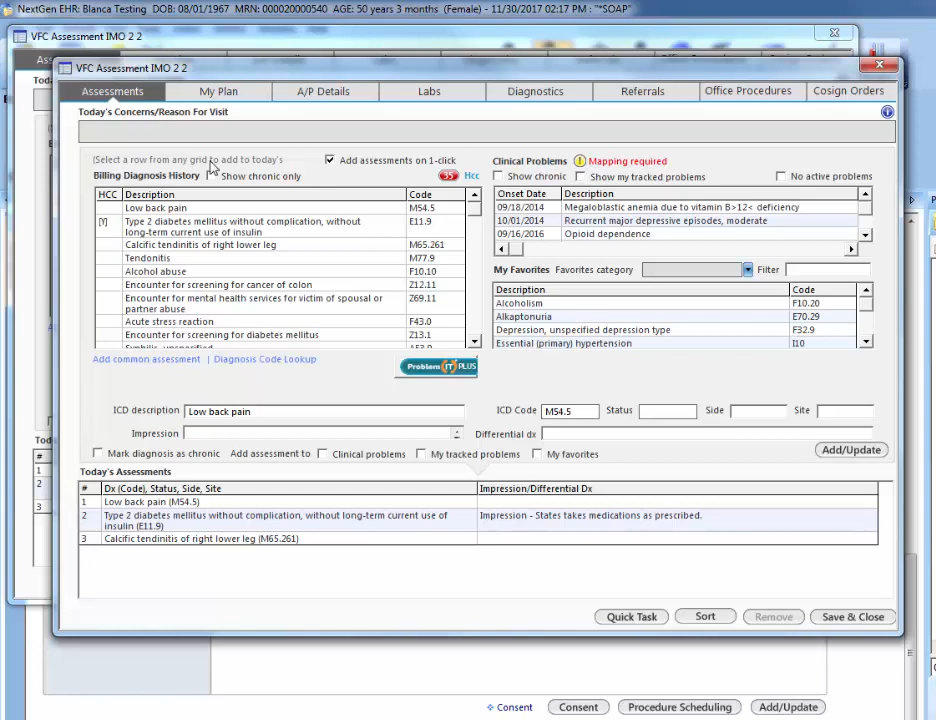 NextGen EHR: Blanca Testing DOB: 08/01/1967 MRN: 000020000540 AGE: 50 years 3 months (Female) - 11/30/2017 02:17 PM : "*SOAP"
VFC Assessment IMO 2 2
VFC Assessment IMO 2 2
Assessments My Plan A/P Details Labs Diagnostics Referrals Office Procedures Cosign Orders
Today's Concerns/Reason For Visit
(Select a row from any grid to add to today's Add assessments on 1-click Clinical Problems Mapping required
Billing Diagnosis History Show chronic only 55 Hcc Show chronic Show my tracked problems No active problems
HCC Description Code
Low back pain M54.5
[Y] Type 2 diabetes mellitus without complication, without E11.9
long-term current use of insulin
Calcific tendinitis of right lower leg M65.261
Tendonitis M77.9
Alcohol abuse F10.10
Encounter for screening for cancer of colon Z12.11
Encounter for mental health services for victim of spousal or Z69.11
partner abuse
Acute stress reaction F43.0
Encounter for screening for diabetes mellitus Z13.1
Onset Date Description
09/18/2014 Megaloblastic anemia due to vitamin B>12< deficiency
10/01/2014 Recurrent major depressive episodes, moderate
09/16/2016 Opioid dependence
My Favorites Favorites category Filter
Description Code
Alcoholism F10.20
Alkaptonuria E70.29
Depression, unspecified depression type F32.9
Essential (primary) hypertension I10
Add common assessment | Diagnosis Code Lookup
Problem IT PLUS
ICD description Low back pain ICD Code M54.5 Status Side Site
Impression Differential dx
Mark diagnosis as chronic Add assessment to Clinical problems My tracked problems My favorites Add/Update
Today's Assessments
# Dx (Code), Status, Side, Site Impression/Differential Dx
1 Low back pain (M54.5)
2 Type 2 diabetes mellitus without complication, without long-term current use of Impression - States takes medications as prescribed.
insulin (E11.9)
3 Calcific tendinitis of right lower leg (M65.261)
Quick Task Sort Remove Save & Close
Consent Consent Procedure Scheduling Add/Update